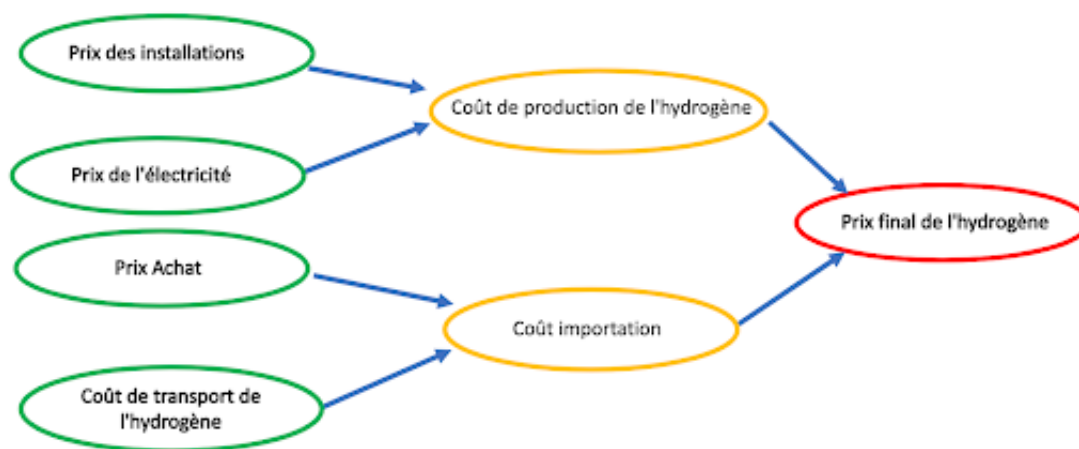 Prix des installations
Coût de production de l'hydrogène
Prix de l'électricité
Prix final de l'hydrogène
Prix Achat
Coût importation
Coût de transport de
l'hydrogène